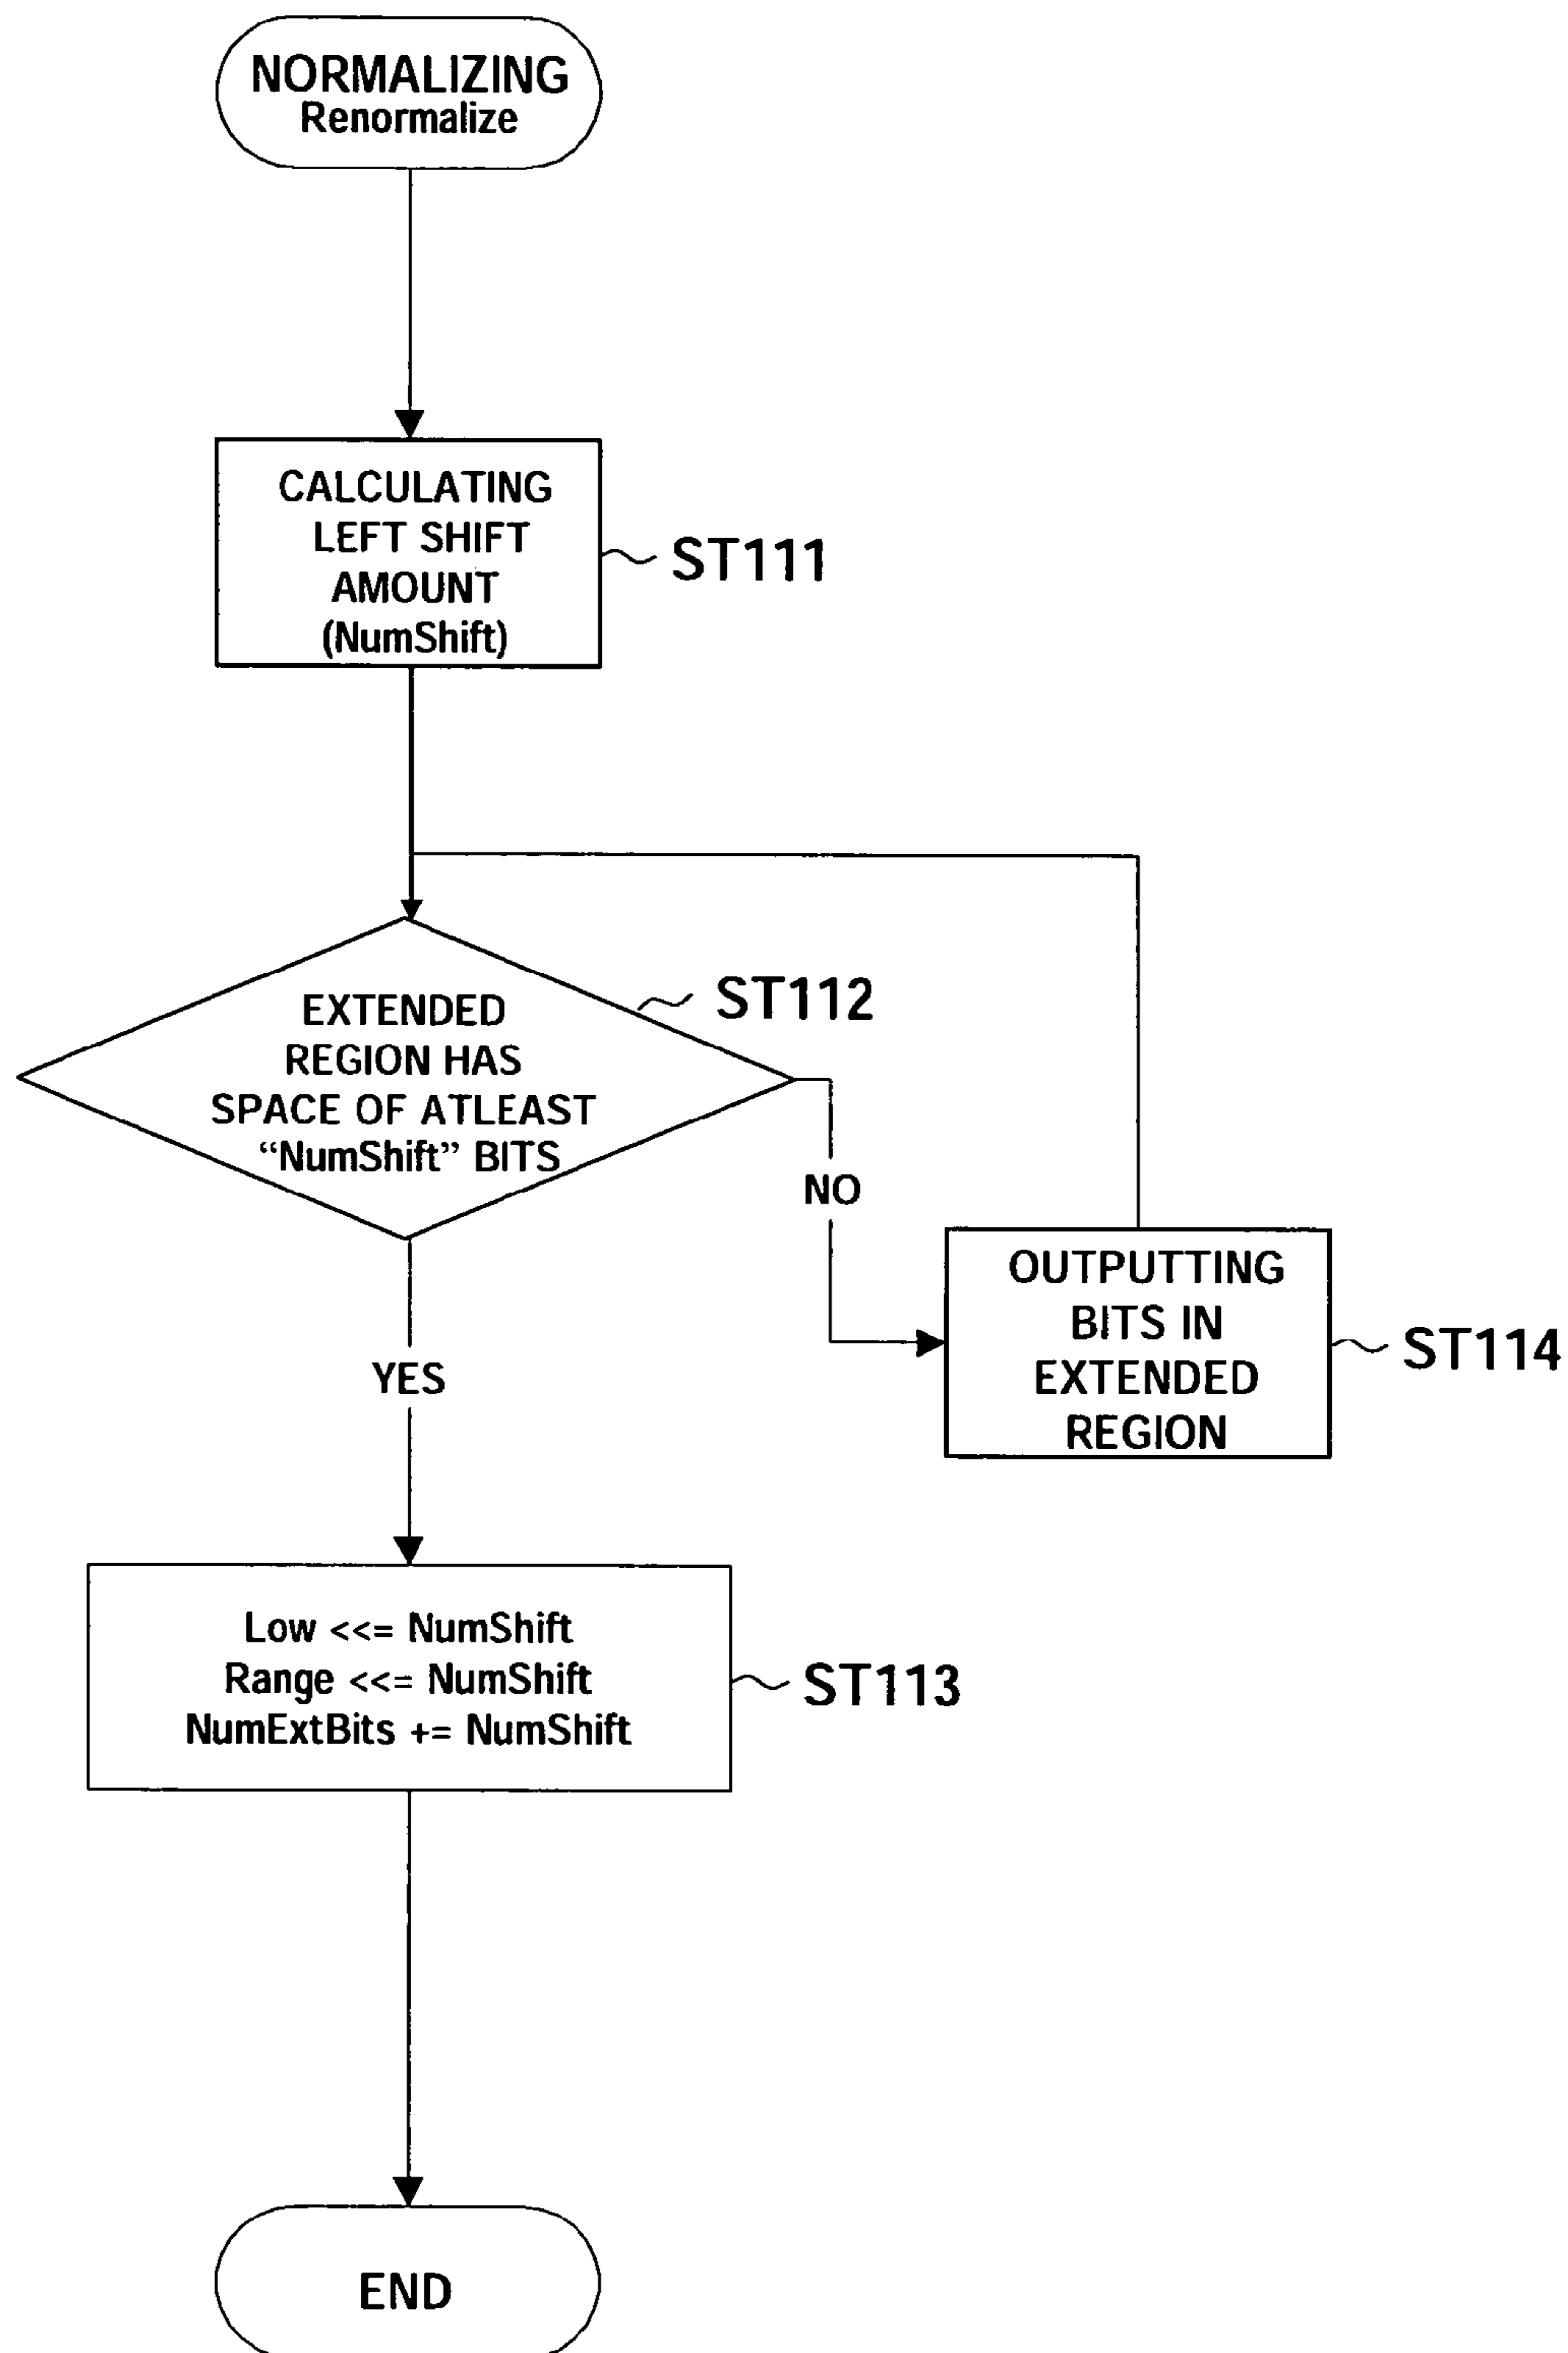 NORMALIZING
Renormalize
CALCULATING
LEFT SHIFT
AMOUNT
(NumShift)
ST111
EXTENDED
REGION HAS
SPACE OF ATLEAST
“NumShift” BITS
ST112
NO
OUTPUTTING
BITS IN
EXTENDED
REGION
ST114
YES
Low <<= NumShift
Range <<= NumShift
NumExtBits += NumShift
ST113
END